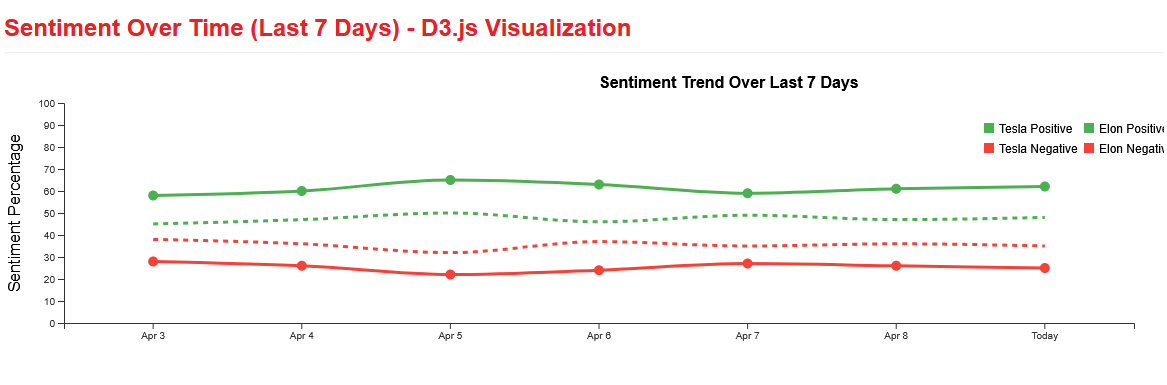 Sentiment Over Time (Last 7 Days) - D3.js Visualization
Sentiment Trend Over Last 7 Days
Tesla Positive Elon Positive
Tesla Negative Elon Negativ
Sentiment Percentage
100
90
80
70
60
50
40
30
20
10
0
Apr 3 Apr 4 Apr 5 Apr 6 Apr 7 Apr 8 Today